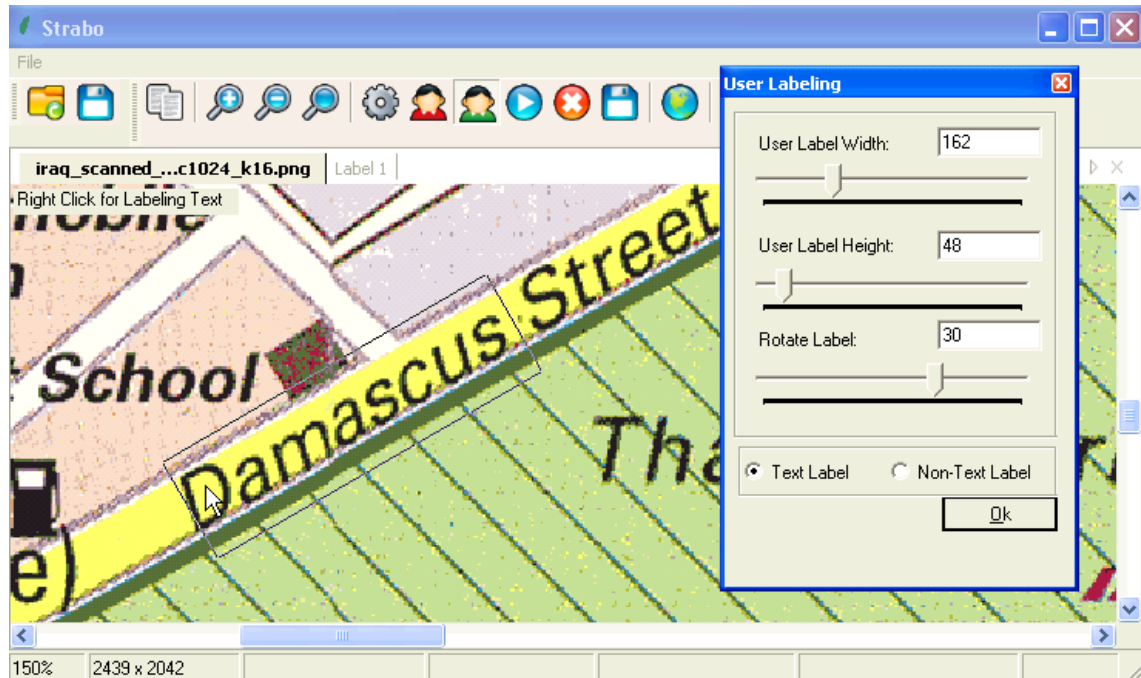 Strabo
File
User Labeling
User Label Width: 162
iraq_scanned_...c1024_k16.png Label 1
Right Click for Labeling Text
User Label Height: 48
Street
Rotate Label: 30
School
Damascus
Tha
Text Label Non-Text Label
e)
Ok
150% 2439 x 2042